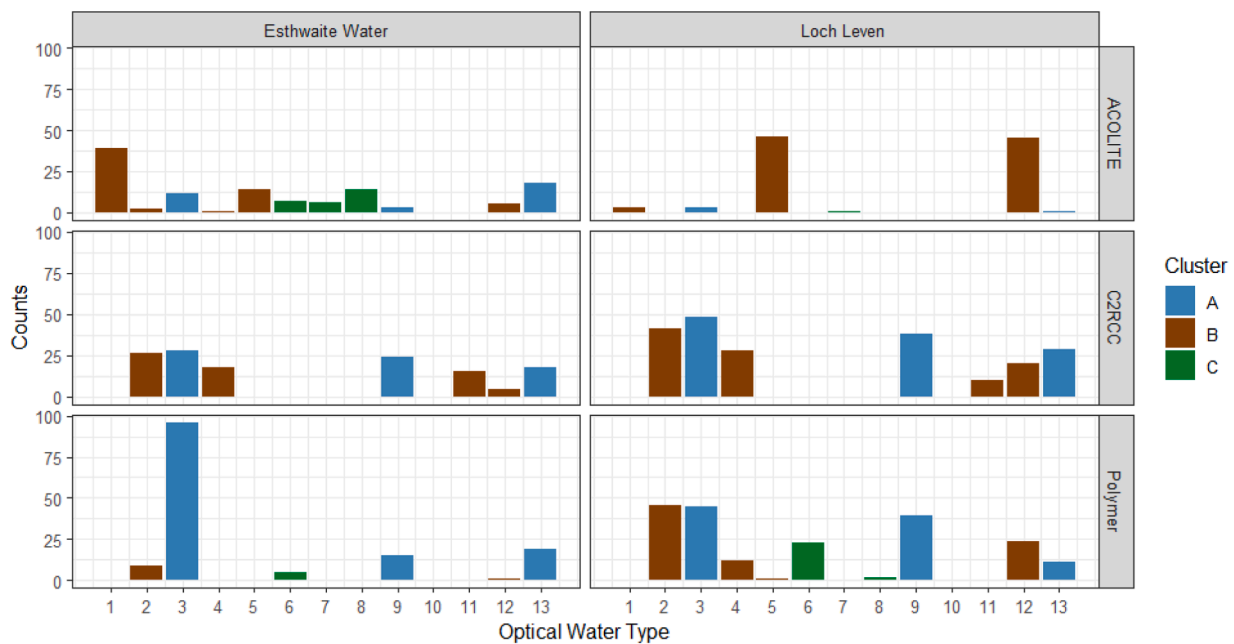 Esthwaite Water
Loch Leven
100
75
50
25
0
ACOLITE
100
75
50
25
0
C2RCC
100
75
50
25
0
Polymer
Counts
1 2 3 4 5 6 7 8 9 10 11 12 13
1 2 3 4 5 6 7 8 9 10 11 12 13
Optical Water Type
Cluster
A
B
C